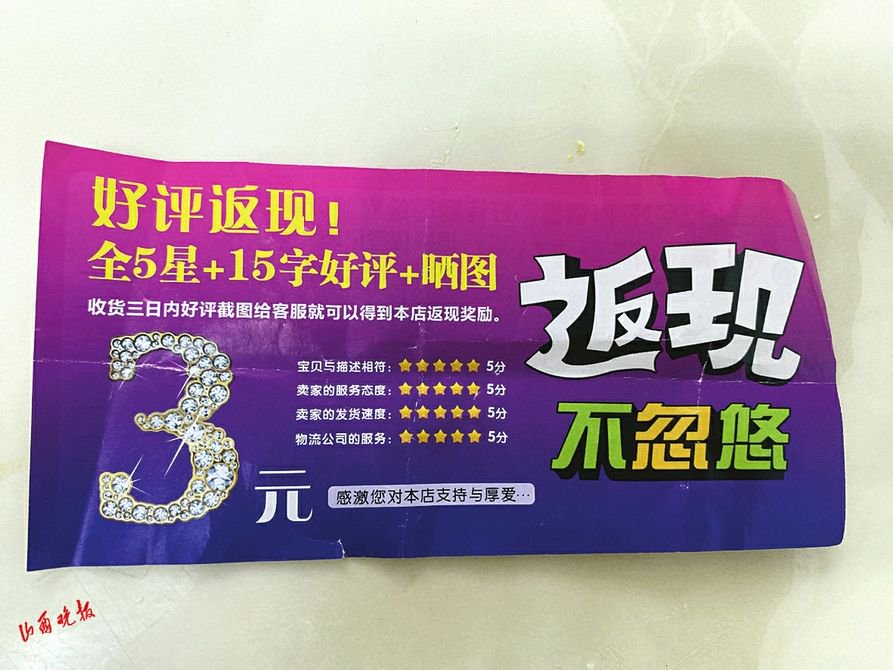 好评返现!
全5星+15字好评+晒图
收货三日内好评截图给客服就可以得到本店返现奖励。
3元
宝贝与描述相符:★★★★★5分
卖家的服务态度:★★★★★5分
卖家的发货速度:★★★★★5分
物流公司的服务:★★★★★5分
感激您对本店支持与厚爱…
返现
不忽悠
山西晚报